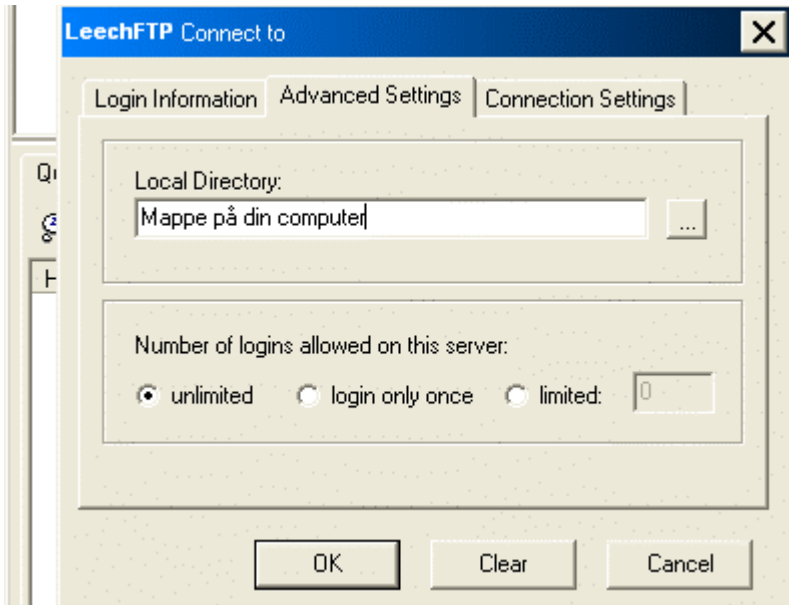 LeechFTP Connect to
Login Information Advanced Settings Connection Settings
Local Directory:
Mappe på din computer
...
Number of logins allowed on this server:
unlimited login only once limited: 0
OK Clear Cancel